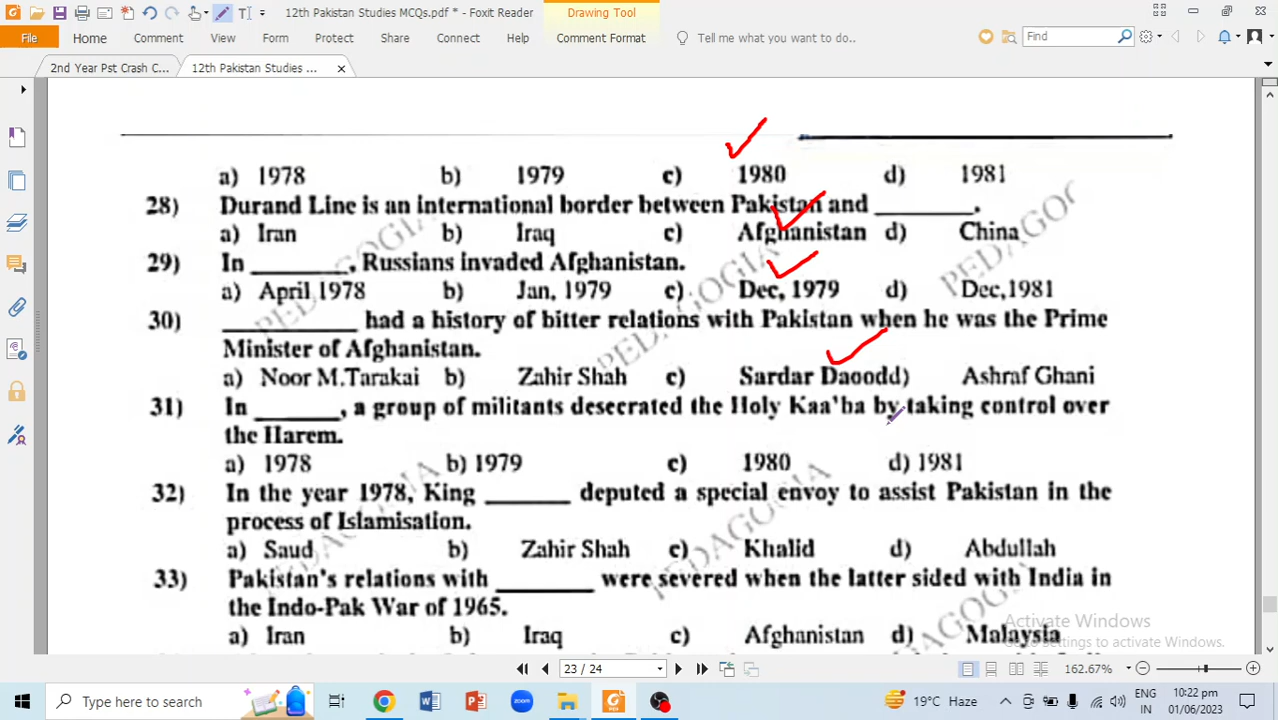 12th Pakistan Studies MCQs.pdf * - Foxit Reader
Drawing Tool
File Home Comment View Form Protect Share Connect Help Comment Format Tell me what you want to do.. Find
2nd Year Pst Crash C... 12th Pakistan Studies ...
a) 1978 b) 1979 c) 1980 d) 1981
28) Durand Line is an international border between Pakistan and ________.
a) Iran b) Iraq c) Afghanistan d) China
29) In ________, Russians invaded Afghanistan.
a) April 1978 b) Jan, 1979 c) Dec, 1979 d) Dec,1981
30) ___________ had a history of bitter relations with Pakistan when he was the Prime
Minister of Afghanistan.
a) Noor M.Tarakai b) Zahir Shah c) Sardar Daood d) Ashraf Ghani
31) In _______, a group of militants desecrated the Holy Kaa'ba by taking control over
the Harem.
a) 1978 b) 1979 c) 1980 d) 1981
32) In the year 1978, King _______ deputed a special envoy to assist Pakistan in the
process of Islamisation.
a) Saud b) Zahir Shah c) Khalid d) Abdullah
33) Pakistan's relations with ________ were severed when the latter sided with India in
the Indo-Pak War of 1965.
a) Iran b) Iraq c) Afghanistan d) Malaysia
PEDAGOGIA
PEDAGOGIA
Activate Windows
Go to Settings to activate Windows.
23 / 24
162.67%
Type here to search
zoom
19°C Haze
ENG
IN
10:22 pm
01/06/2023